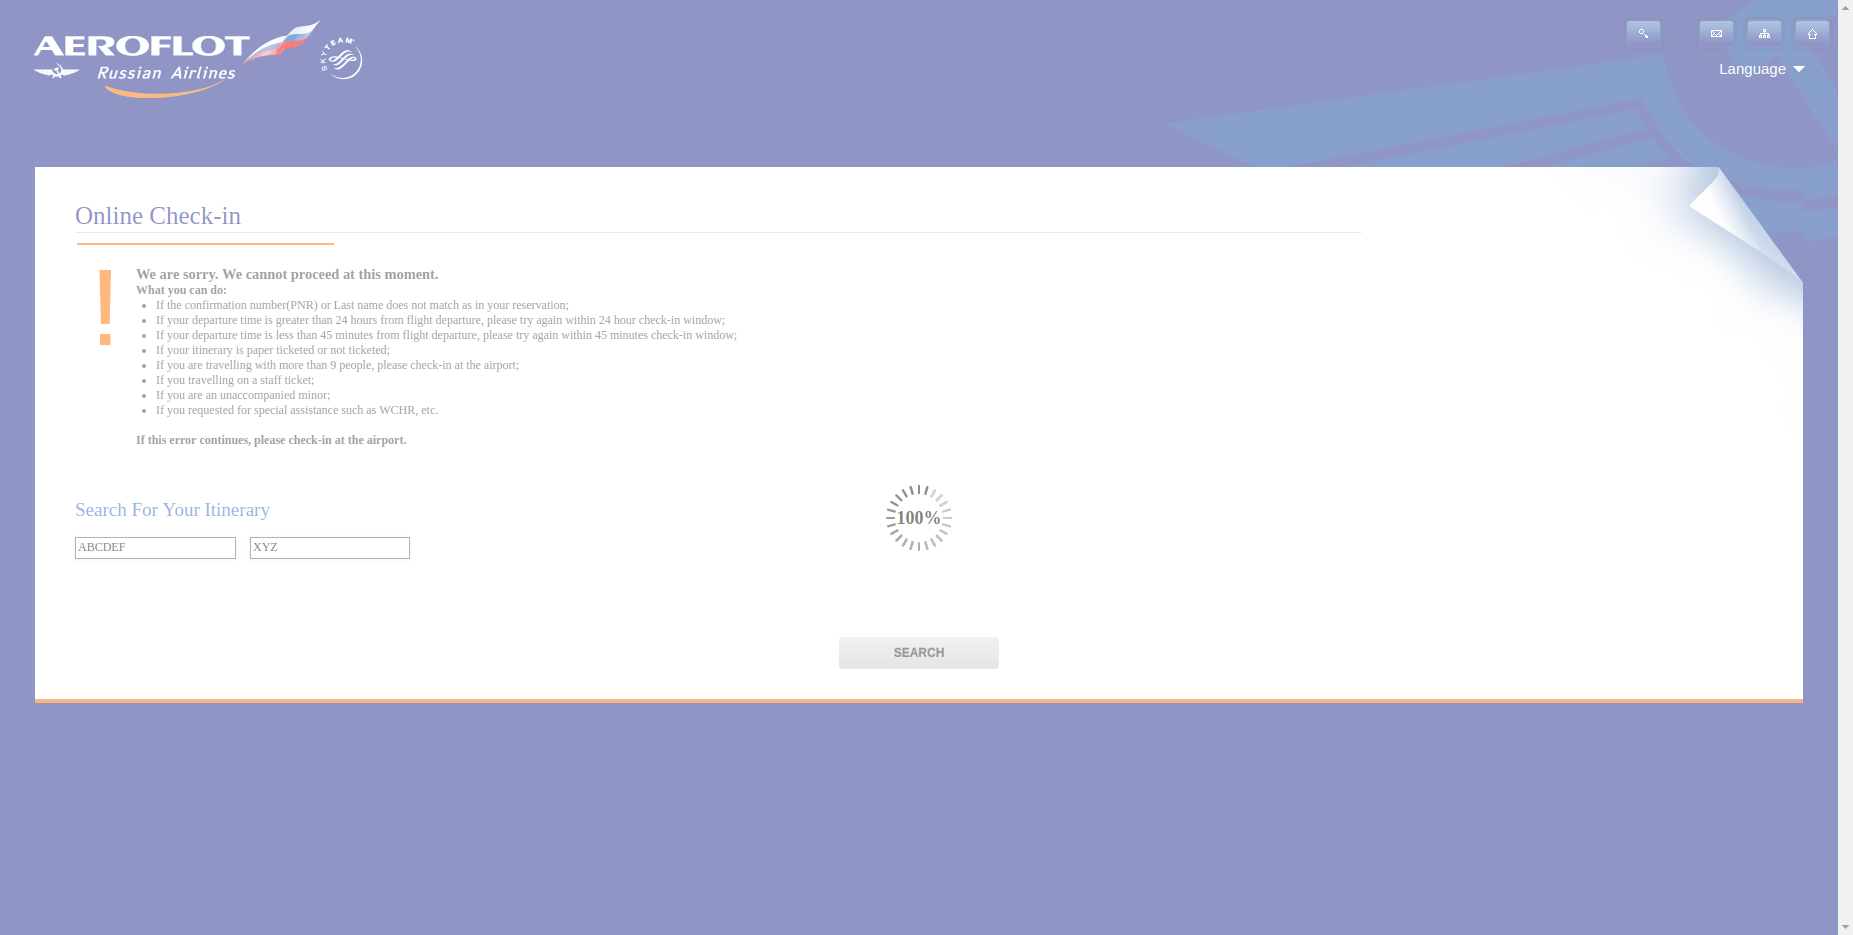 AEROFLOT
Russian Airlines
SKYTEAM
Language
Online Check-in
!
We are sorry. We cannot proceed at this moment.
What you can do:
If the confirmation number(PNR) or Last name does not match as in your reservation;
If your departure time is greater than 24 hours from flight departure, please try again within 24 hour check-in window;
If your departure time is less than 45 minutes from flight departure, please try again within 45 minutes check-in window;
If your itinerary is paper ticketed or not ticketed;
If you are travelling with more than 9 people, please check-in at the airport;
If you travelling on a staff ticket;
If you are an unaccompanied minor;
If you requested for special assistance such as WCHR, etc.
If this error continues, please check-in at the airport.
Search For Your Itinerary
100%
ABCDEF
XYZ
SEARCH